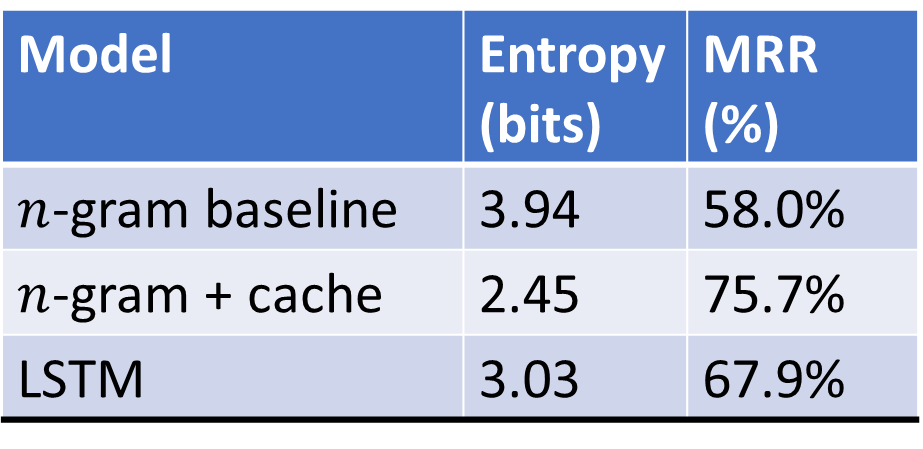 Model Entropy (bits) MRR (%)
n-gram baseline 3.94 58.0%
n-gram + cache 2.45 75.7%
LSTM 3.03 67.9%